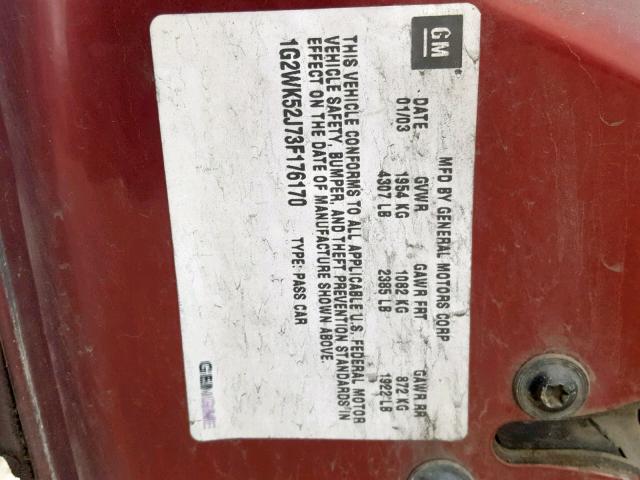 GM
MFD BY GENERAL MOTORS CORP
DATE GVWR GAWR FRT GAWR RR
01/03 1954 KG 1082 KG 872 KG
4307 LB 2385 LB 1922 LB
THIS VEHICLE CONFORMS TO ALL APPLICABLE U.S. FEDERAL MOTOR
VEHICLE SAFETY, BUMPER, AND THEFT PREVENTION STANDARDS IN
EFFECT ON THE DATE OF MANUFACTURE SHOWN ABOVE.
1G2WK52J73F176170 TYPE: PASS CAR